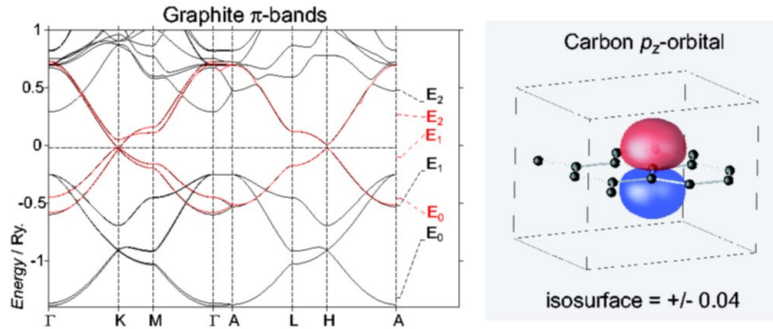 Graphite π-bands
1
0.5
0
-0.5
-1
Energy / Ry.
Γ K M Γ A L H A
E₂
E₂
E₁
E₁
E₀
E₀
Carbon pz-orbital
isosurface = +/- 0.04